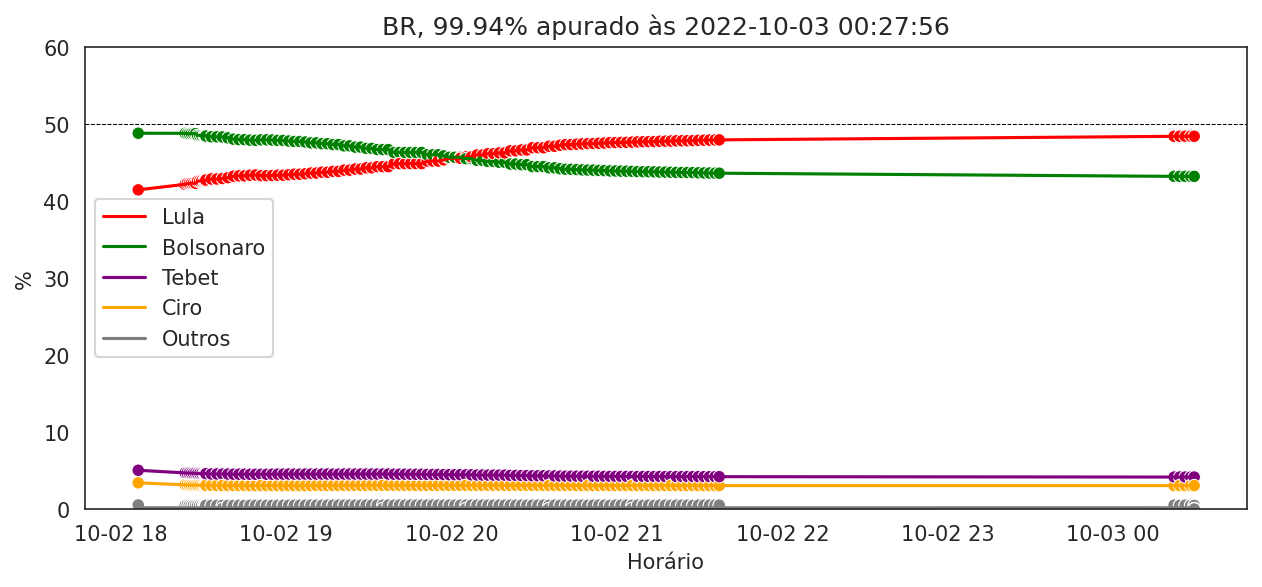 BR, 99.94% apurado às 2022-10-03 00:27:56
60
50
40
30
20
10
0
%
Lula
Bolsonaro
Tebet
Ciro
Outros
10-02 18 10-02 19 10-02 20 10-02 21 10-02 22 10-02 23 10-03 00
Horário